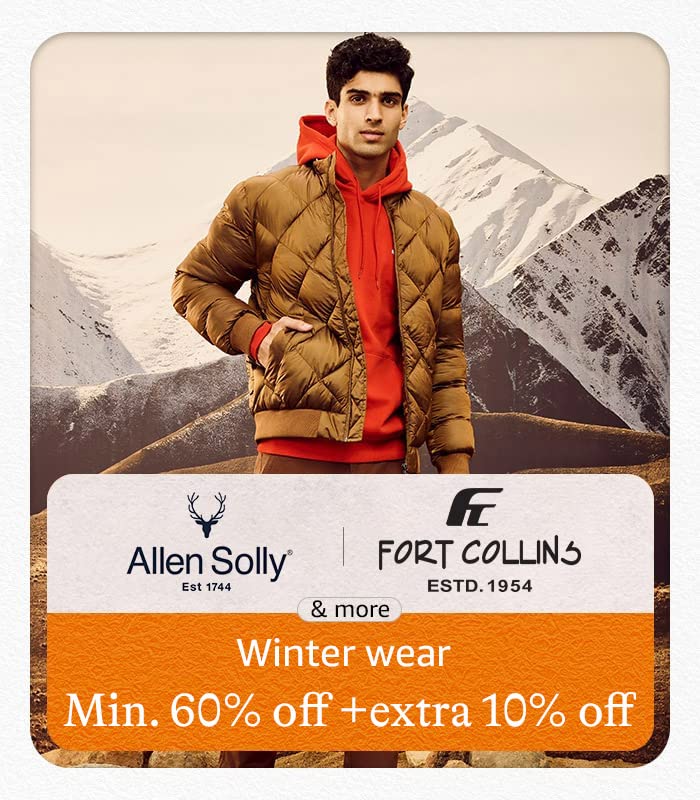 Allen Solly®
Est 1744
FC
FORT COLLINS
ESTD. 1954
& more
Winter wear
Min. 60% off +extra 10% off